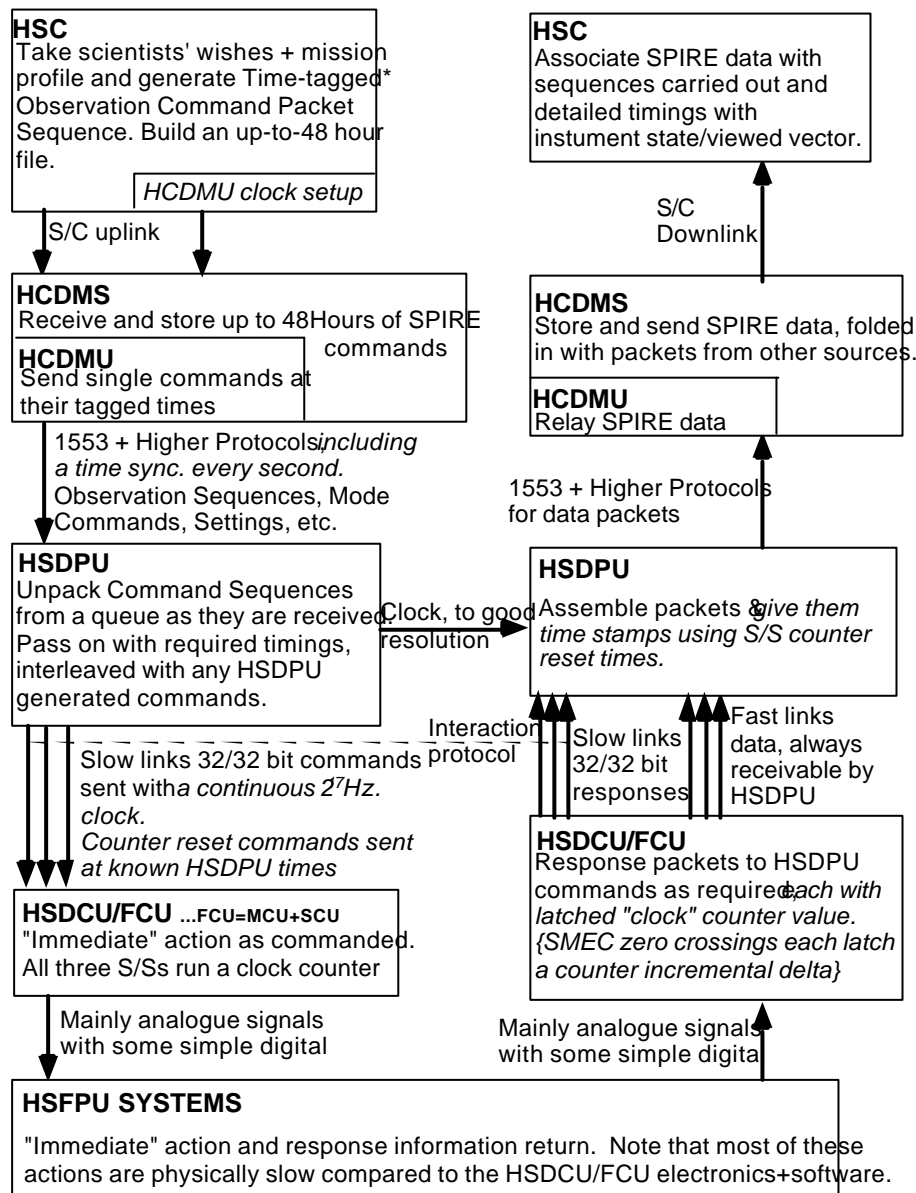 HSC
Take scientists' wishes + mission
profile and generate Time-tagged*
Observation Command Packet
Sequence. Build an up-to-48 hour
file.
HCDMU clock setup
S/C uplink
HCDMS
Receive and store up to 48Hours of SPIRE
commands
HCDMU
Send single commands at
their tagged times
1553 + Higher Protocols, including
a time sync. every second.
Observation Sequences, Mode
Commands, Settings, etc.
HSDPU
Unpack Command Sequences
from a queue as they are received.
Pass on with required timings,
interleaved with any HSDPU
generated commands.
Clock, to good
resolution
Interaction
protocol
Slow links 32/32 bit commands
sent with a continuous 2⁷Hz.
clock.
Counter reset commands sent
at known HSDPU times
HSDCU/FCU ...FCU=MCU+SCU
"Immediate" action as commanded.
All three S/Ss run a clock counter
Mainly analogue signals
with some simple digital
HSC
Associate SPIRE data with
sequences carried out and
detailed timings with
instument state/viewed vector.
S/C
Downlink
HCDMS
Store and send SPIRE data, folded
in with packets from other sources.
HCDMU
Relay SPIRE data
1553 + Higher Protocols
for data packets
HSDPU
Assemble packets & give them
time stamps using S/S counter
reset times.
Slow links
32/32 bit
responses
Fast links
data, always
receivable by
HSDPU
HSDCU/FCU
Response packets to HSDPU
commands as required, each with
latched "clock" counter value.
{SMEC zero crossings each latch
a counter incremental delta}
Mainly analogue signals
with some simple digital
HSFPU SYSTEMS
"Immediate" action and response information return. Note that most of these
actions are physically slow compared to the HSDCU/FCU electronics+software.